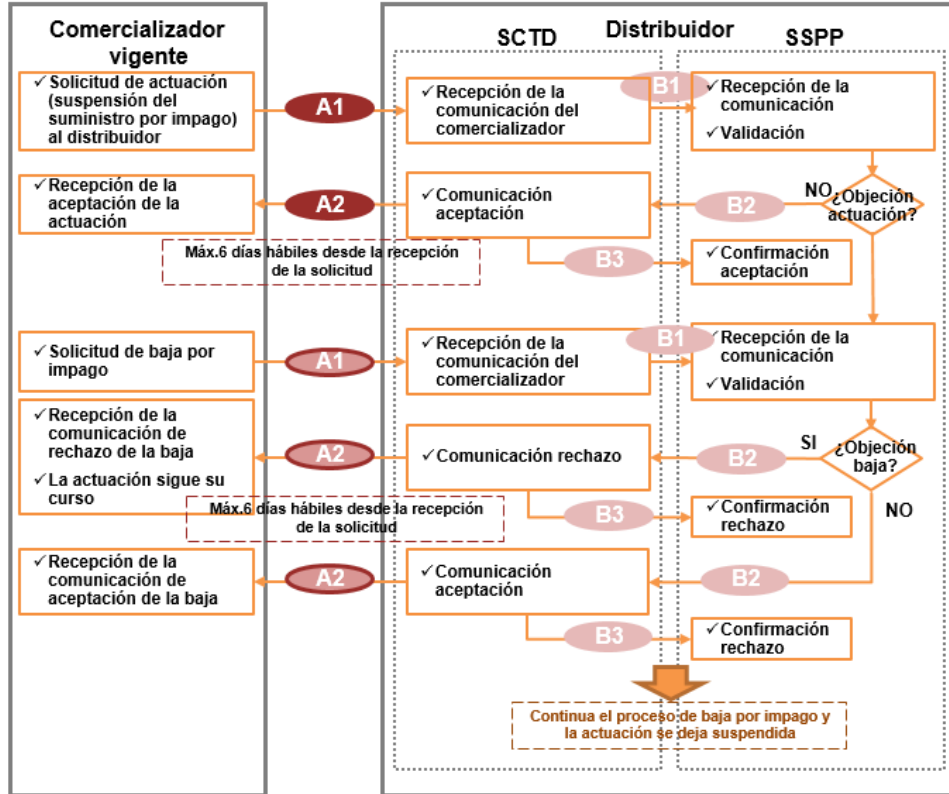 Comercializador
vigente
Distribuidor
SCTD
SSPP
✓ Solicitud de actuación
(suspensión del
suministro por impago)
al distribuidor
A1
✓ Recepción de la
comunicación del
comercializador
B1
✓ Recepción de la
comunicación
✓ Validación
✓ Recepción de la
aceptación de la
actuación
A2
✓ Comunicación
aceptación
B2
NO
¿Objeción
actuación?
Máx.6 días hábiles desde la recepción
de la solicitud
B3
✓ Confirmación
aceptación
✓ Solicitud de baja por
impago
A1
✓ Recepción de la
comunicación del
comercializador
B1
✓ Recepción de la
comunicación
✓ Validación
✓ Recepción de la
comunicación de
rechazo de la baja
✓ La actuación sigue su
curso
A2
✓ Comunicación rechazo
B2
SI
¿Objeción
baja?
NO
Máx.6 días hábiles desde la recepción
de la solicitud
B3
✓ Confirmación
rechazo
✓ Recepción de la
comunicación de
aceptación de la baja
A2
✓ Comunicación
aceptación
B2
B3
✓ Confirmación
rechazo
Continua el proceso de baja por impago y
la actuación se deja suspendida